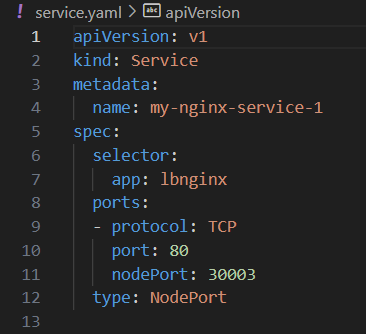 ! service.yaml > abc apiVersion
1 apiVersion: v1
2 kind: Service
3 metadata:
4   name: my-nginx-service-1
5 spec:
6   selector:
7     app: lbnginx
8   ports:
9   - protocol: TCP
10     port: 80
11     nodePort: 30003
12   type: NodePort
13